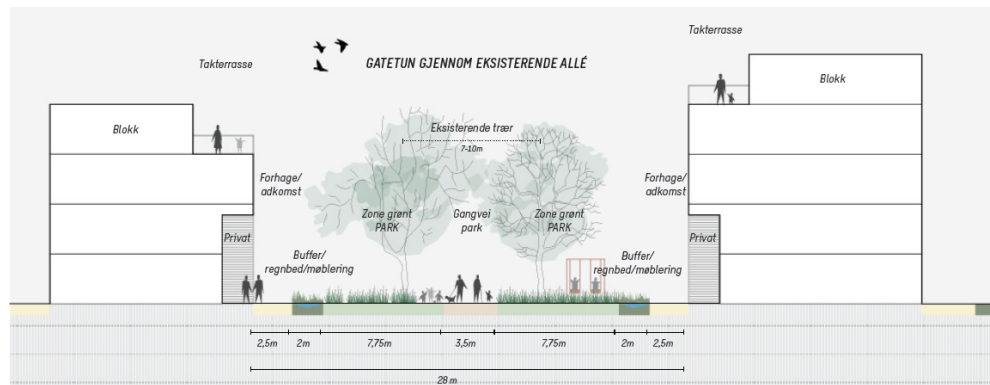 Takterrasse
Takterrasse
GATETUN GJENNOM EKSISTERENDE ALLÉ
Blokk
Blokk
Eksisterende trær
7-10m
Forhage/
adkomst
Forhage/
adkomst
Zone grønt
PARK
Gangvei
park
Zone grønt
PARK
Privat
Privat
Buffer/
regnbed/møblering
Buffer/
regnbed/møblering
2,5m 2m 7,75m 3,5m 7,75m 2m 2,5m
28 m